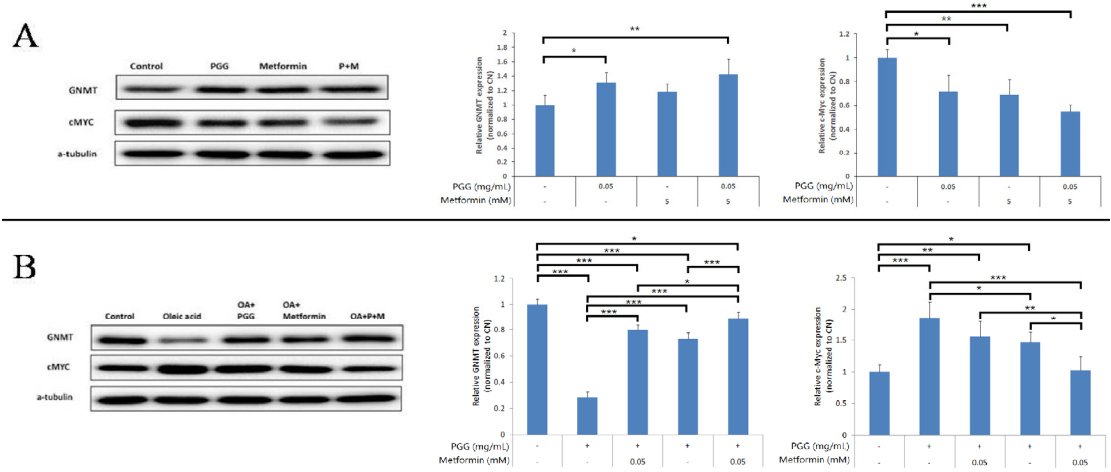 A
Control PGG Metformin P+M
GNMT
cMYC
a-tubulin
Relative GNMT expression
(normalized to CN)
2
1.8
1.6
1.4
1.2
1
0.8
0.6
0.4
0.2
0
*
**
PGG (mg/mL) - 0.05 - 0.05
Metformin (mM) - - 5 5
Relative c-Myc expression
(normalized to CN)
1.2
1
0.8
0.6
0.4
0.2
0
***
**
*
PGG (mg/mL) - 0.05 - 0.05
Metformin (mM) - - 5 5
B
Control Oleic acid OA+ PGG OA+ Metformin OA+P+M
GNMT
cMYC
a-tubulin
Relative GNMT expression
(normalized to CN)
1.2
1
0.8
0.6
0.4
0.2
0
*
***
*** ***
***
*
***
***
***
PGG (mg/mL) - + + + +
Metformin (mM) 0.05 0.05
Relative c-Myc expression
(normalized to CN)
2.5
2
1.5
1
0.5
0
*
**
***
***
*
**
*
PGG (mg/mL) - + + + +
Metformin (mM) 0.05 0.05